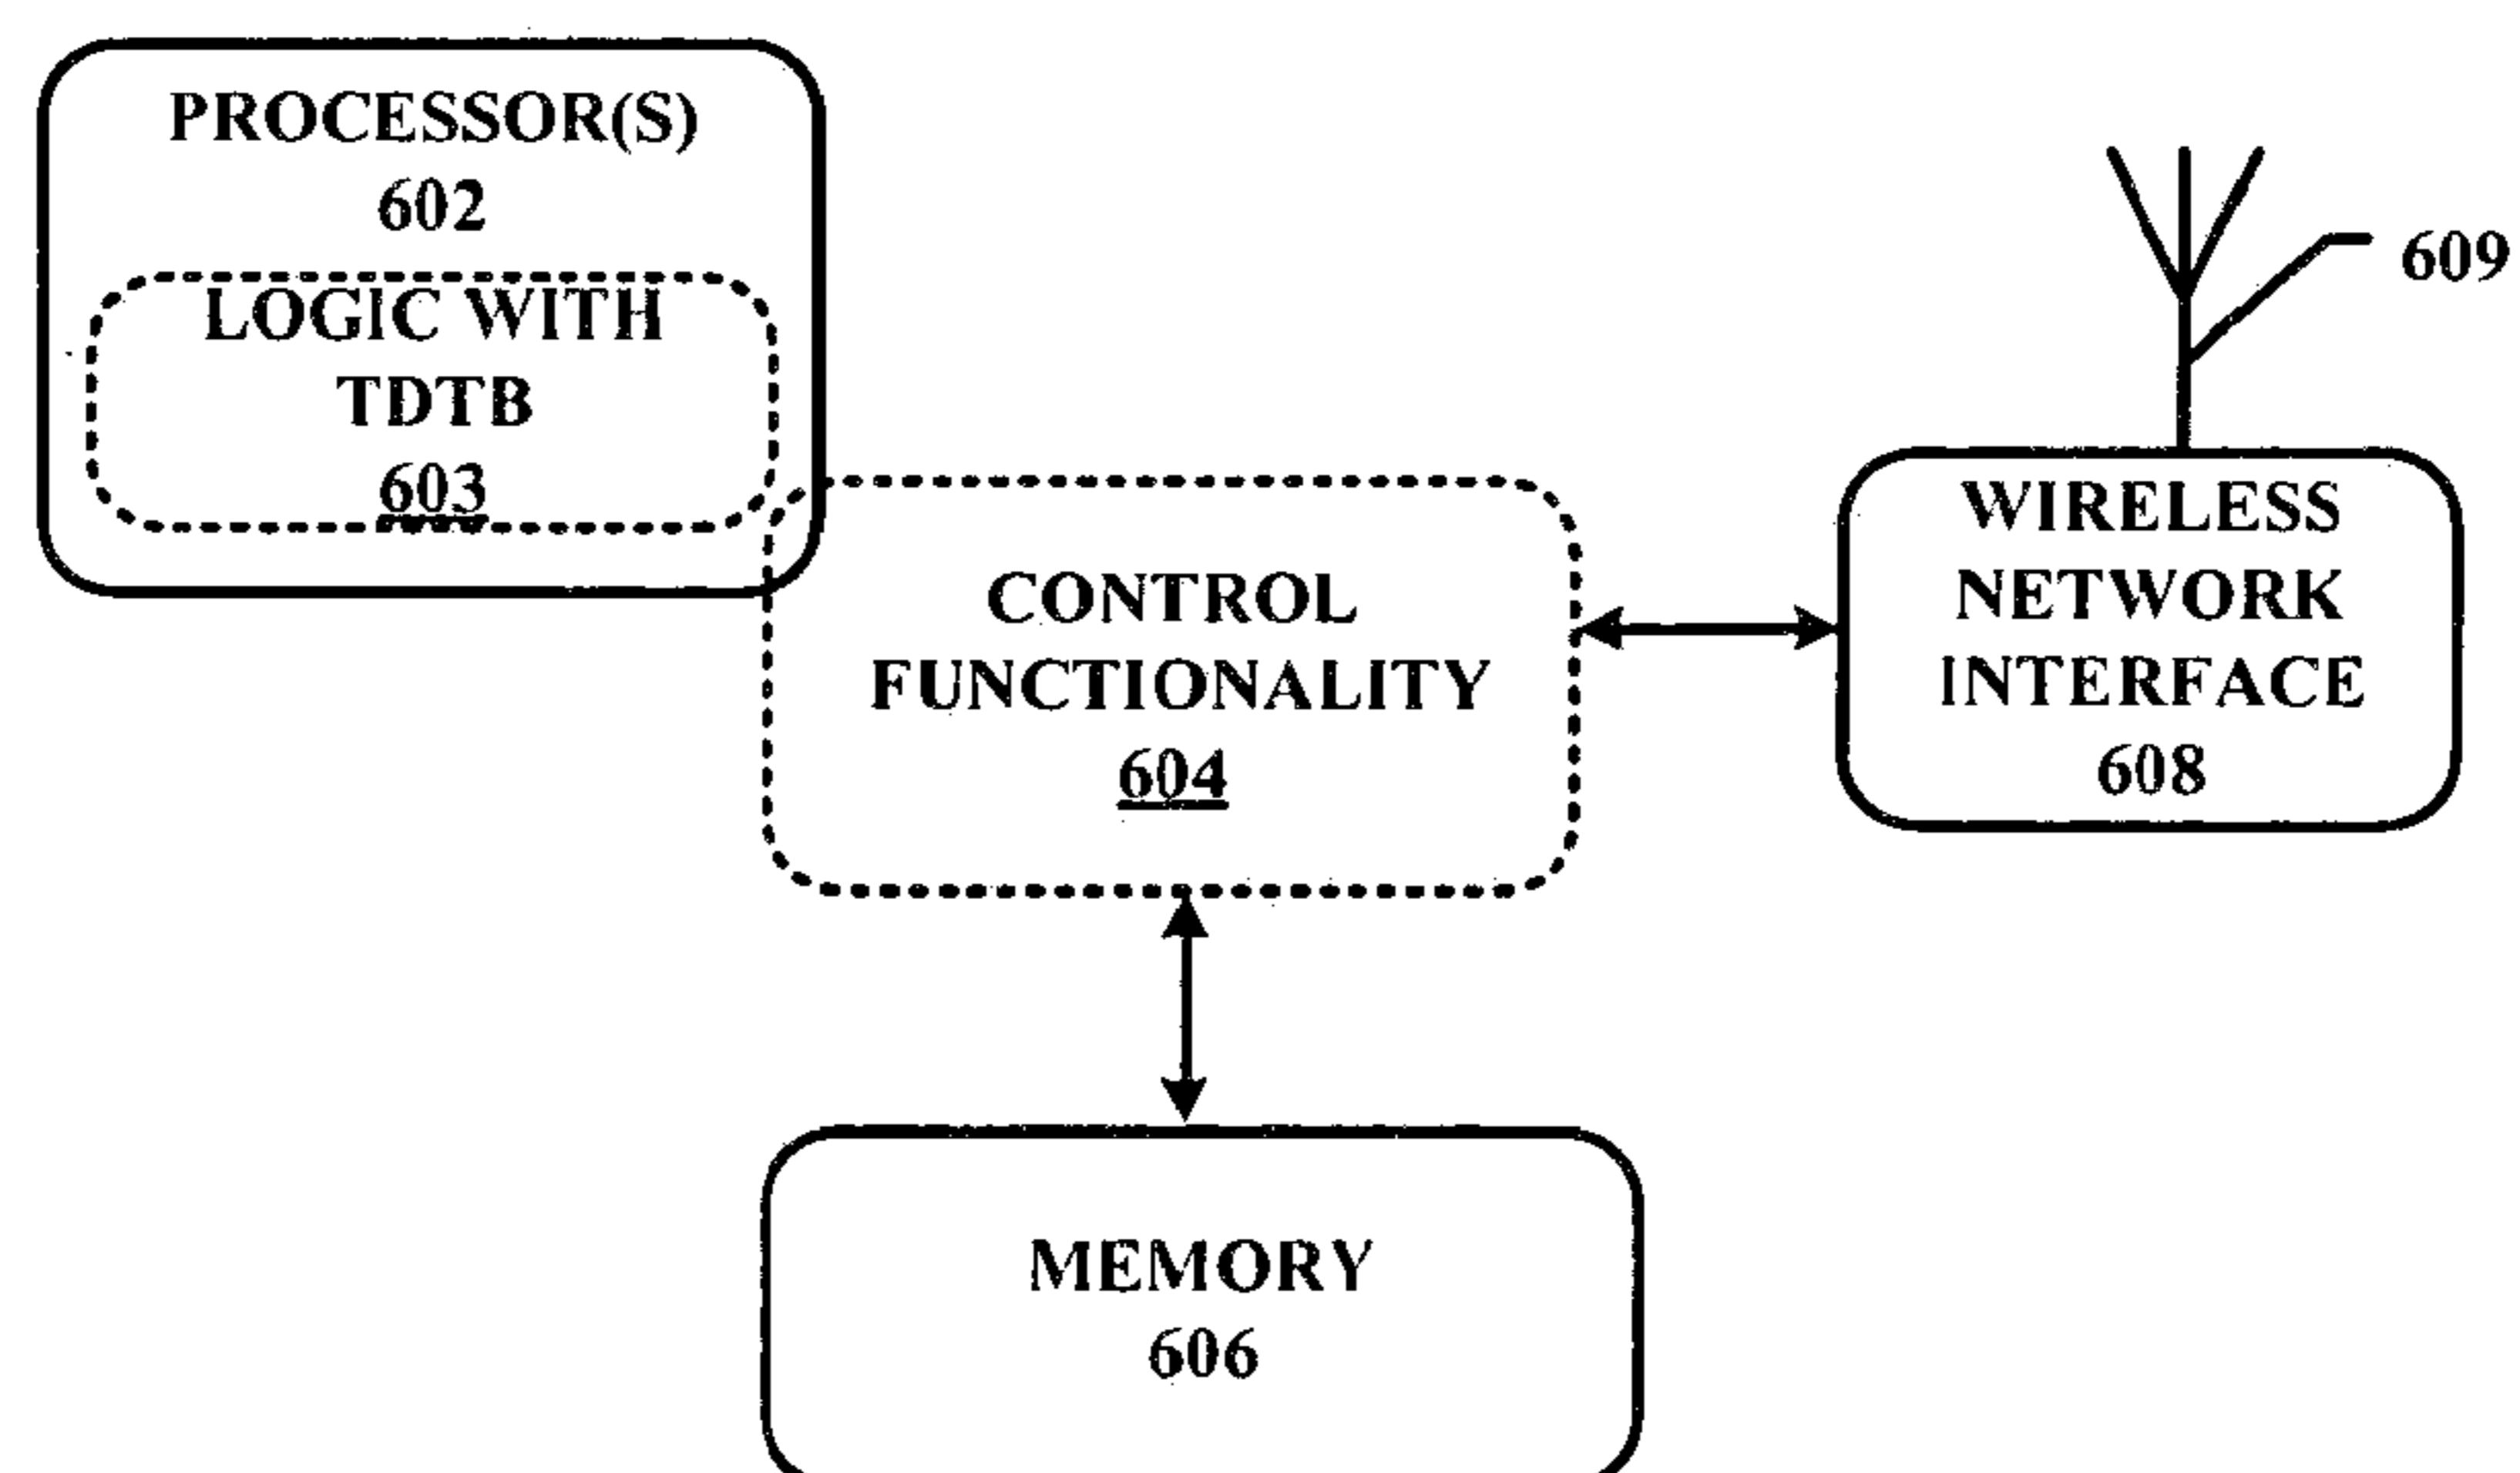 PROCESSOR(S)
602
LOGIC WITH
TDTB
603
609
CONTROL
FUNCTIONALITY
604
WIRELESS
NETWORK
INTERFACE
608
MEMORY
606